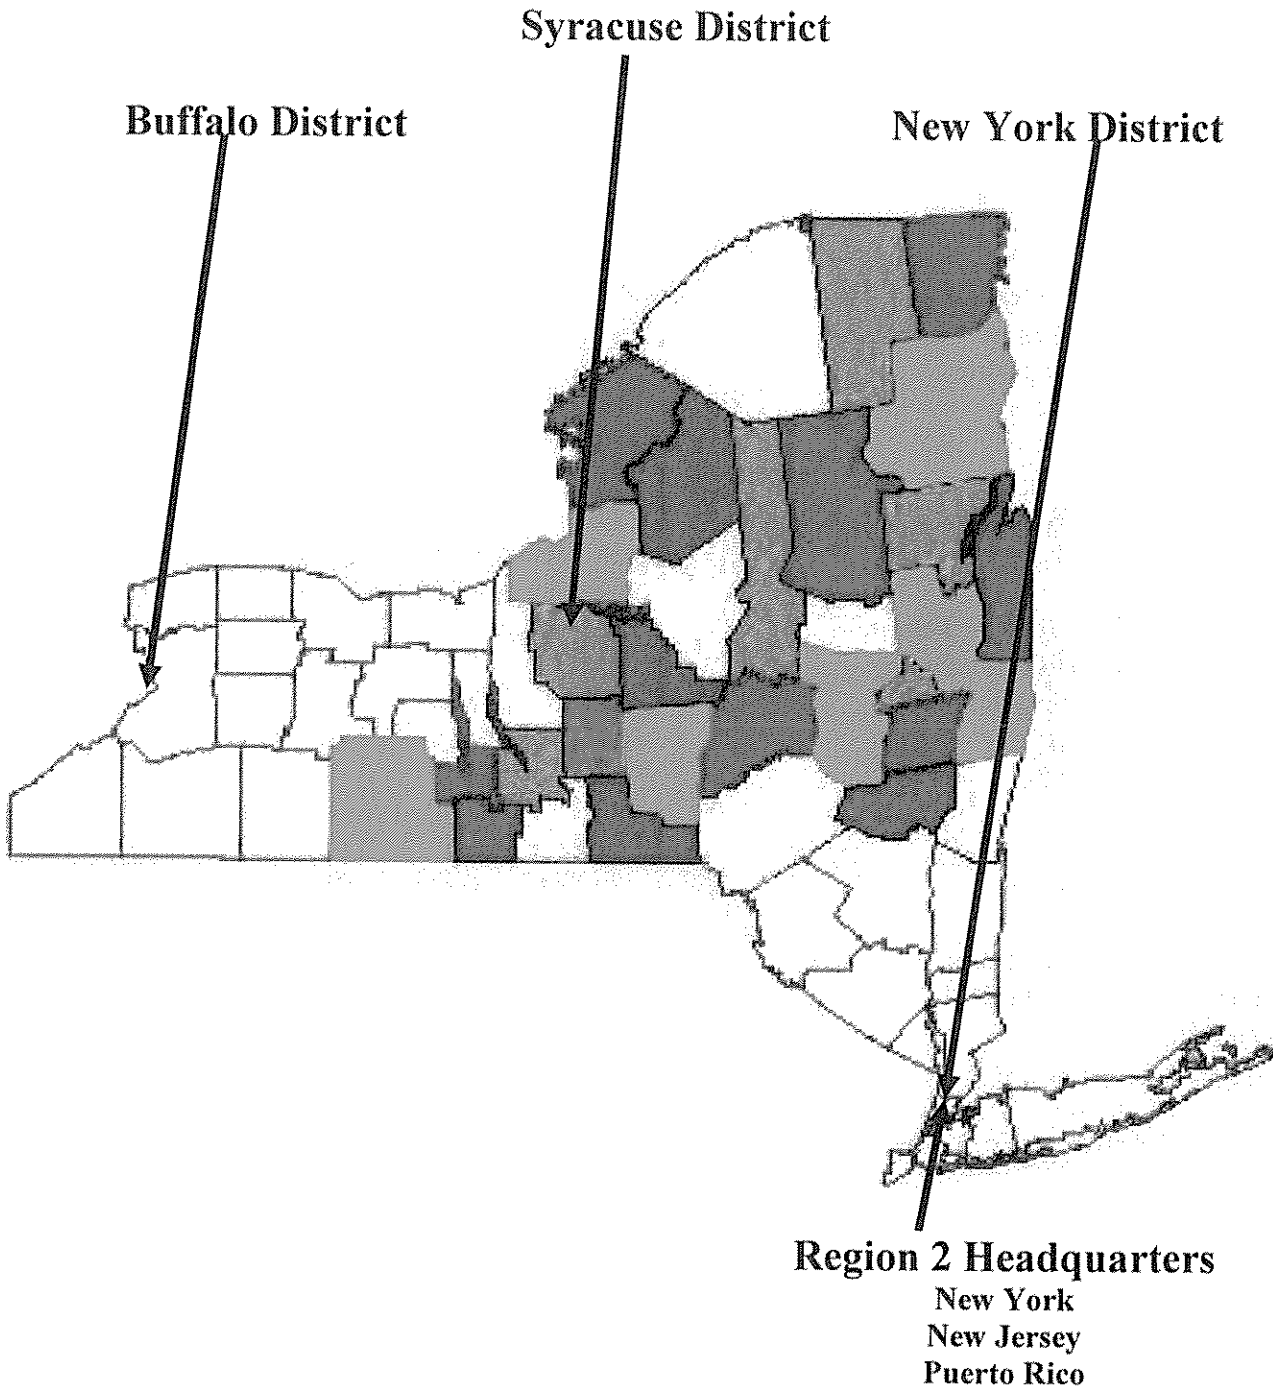 Syracuse District
Buffalo District
New York District
Region 2 Headquarters
New York
New Jersey
Puerto Rico